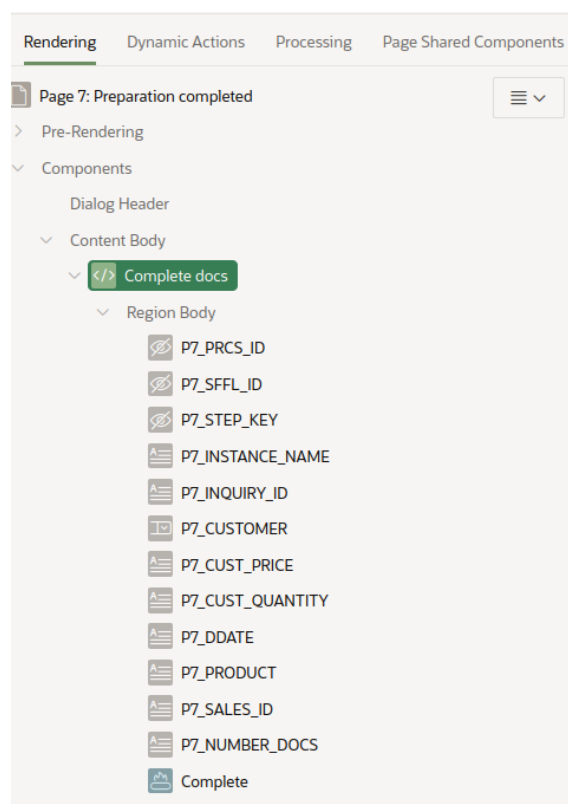 Rendering Dynamic Actions Processing Page Shared Components
Page 7: Preparation completed
Pre-Rendering
Components
Dialog Header
Content Body
</> Complete docs
Region Body
P7_PRCS_ID
P7_SFFL_ID
P7_STEP_KEY
P7_INSTANCE_NAME
P7_INQUIRY_ID
P7_CUSTOMER
P7_CUST_PRICE
P7_CUST_QUANTITY
P7_DDATE
P7_PRODUCT
P7_SALES_ID
P7_NUMBER_DOCS
Complete